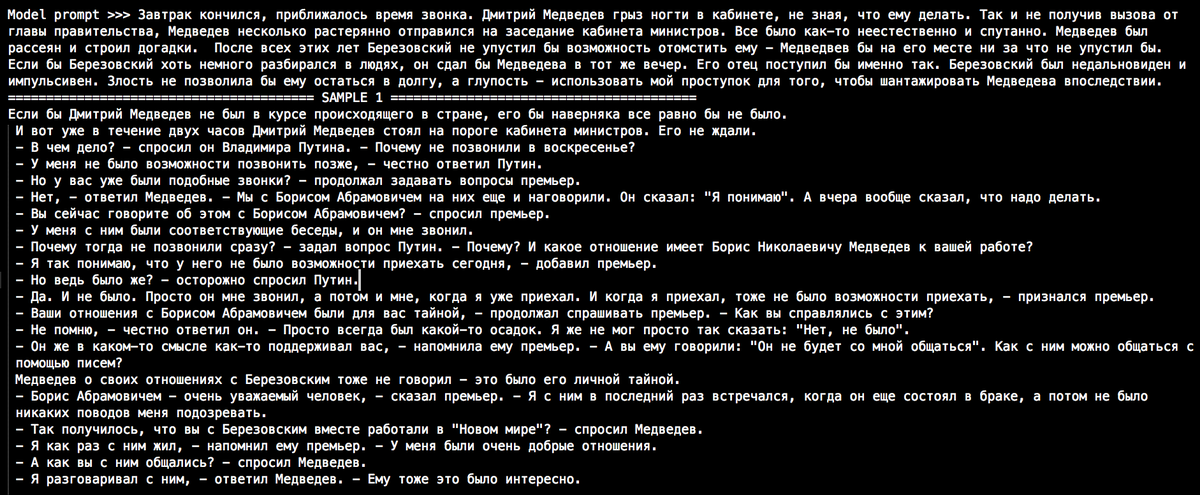 Model prompt >>> Завтрак кончился, приближалось время звонка. Дмитрий Медведев грыз ногти в кабинете, не зная, что ему делать. Так и не получив вызова от
главы правительства, Медведев несколько растерянно отправился на заседание кабинета министров. Все было как-то неестественно и спутанно. Медведев был
рассеян и строил догадки.  После всех этих лет Березовский не упустил бы возможность отомстить ему – Медведвев бы на его месте ни за что не упустил бы.
Если бы Березовский хоть немного разбирался в людях, он сдал бы Медведева в тот же вечер. Его отец поступил бы именно так. Березовский был недальновиден и
импульсивен. Злость не позволила бы ему остаться в долгу, а глупость – использовать мой проступок для того, чтобы шантажировать Медведева впоследствии.
======================================== SAMPLE 1 ========================================
Если бы Дмитрий Медведев не был в курсе происходящего в стране, его бы наверняка все равно бы не было.
И вот уже в течение двух часов Дмитрий Медведев стоял на пороге кабинета министров. Его не ждали.
– В чем дело? – спросил он Владимира Путина. – Почему не позвонили в воскресенье?
– У меня не было возможности позвонить позже, – честно ответил Путин.
– Но у вас уже были подобные звонки? – продолжал задавать вопросы премьер.
– Нет, – ответил Медведев. – Мы с Борисом Абрамовичем на них еще и наговорили. Он сказал: "Я понимаю". А вчера вообще сказал, что надо делать.
– Вы сейчас говорите об этом с Борисом Абрамовичем? – спросил премьер.
– У меня с ним были соответствующие беседы, и он мне звонил.
– Почему тогда не позвонили сразу? – задал вопрос Путин. – Почему? И какое отношение имеет Борис Николаевичу Медведев к вашей работе?
– Я так понимаю, что у него не было возможности приехать сегодня, – добавил премьер.
– Но ведь было же? – осторожно спросил Путин.
– Да. И не было. Просто он мне звонил, а потом и мне, когда я уже приехал. И когда я приехал, тоже не было возможности приехать, – признался премьер.
– Ваши отношения с Борисом Абрамовичем были для вас тайной, – продолжал спрашивать премьер. – Как вы справлялись с этим?
– Не помню, – честно ответил он. – Просто всегда был какой-то осадок. Я же не мог просто так сказать: "Нет, не было".
– Он же в каком-то смысле как-то поддерживал вас, – напомнила ему премьер. – А вы ему говорили: "Он не будет со мной общаться". Как с ним можно общаться с
помощью писем?
Медведев о своих отношениях с Березовским тоже не говорил – это было его личной тайной.
– Борис Абрамовичем – очень уважаемый человек, – сказал премьер. – Я с ним в последний раз встречался, когда он еще состоял в браке, а потом не было
никаких поводов меня подозревать.
– Так получилось, что вы с Березовским вместе работали в "Новом мире"? – спросил Медведев.
– Я как раз с ним жил, – напомнил ему премьер. – У меня были очень добрые отношения.
– А как вы с ним общались? – спросил Медведев.
– Я разговаривал с ним, – ответил Медведев. – Ему тоже это было интересно.